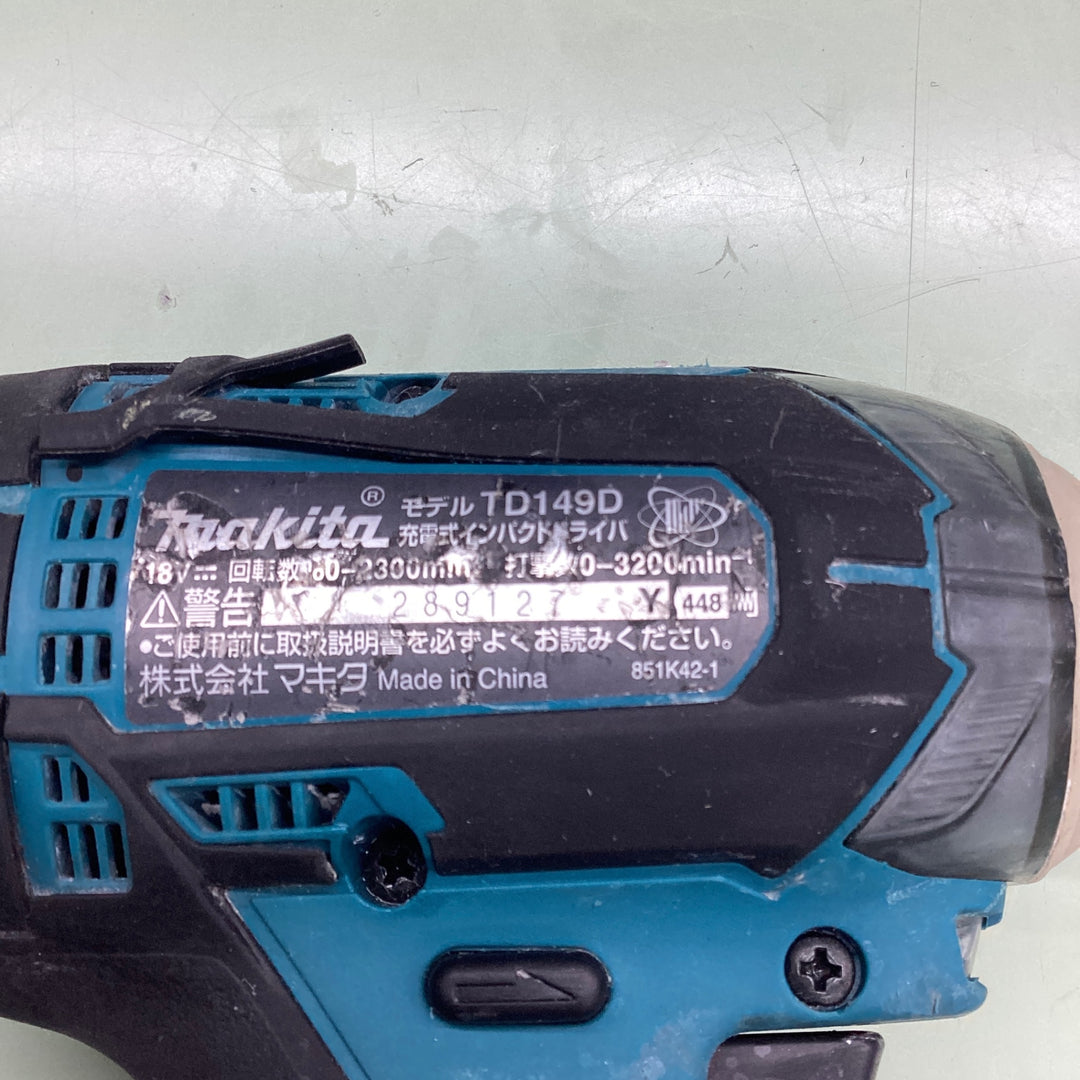 makita® モデル TD149D
充電式インパクトドライバ
18V⎓ 回転数 0-2300min 打撃数0-3200min⁻¹
⚠警告 289127 Y 448
•ご使用前に取扱説明書を必ずよくお読みください。
株式会社 マキタ Made in China 851K42-1